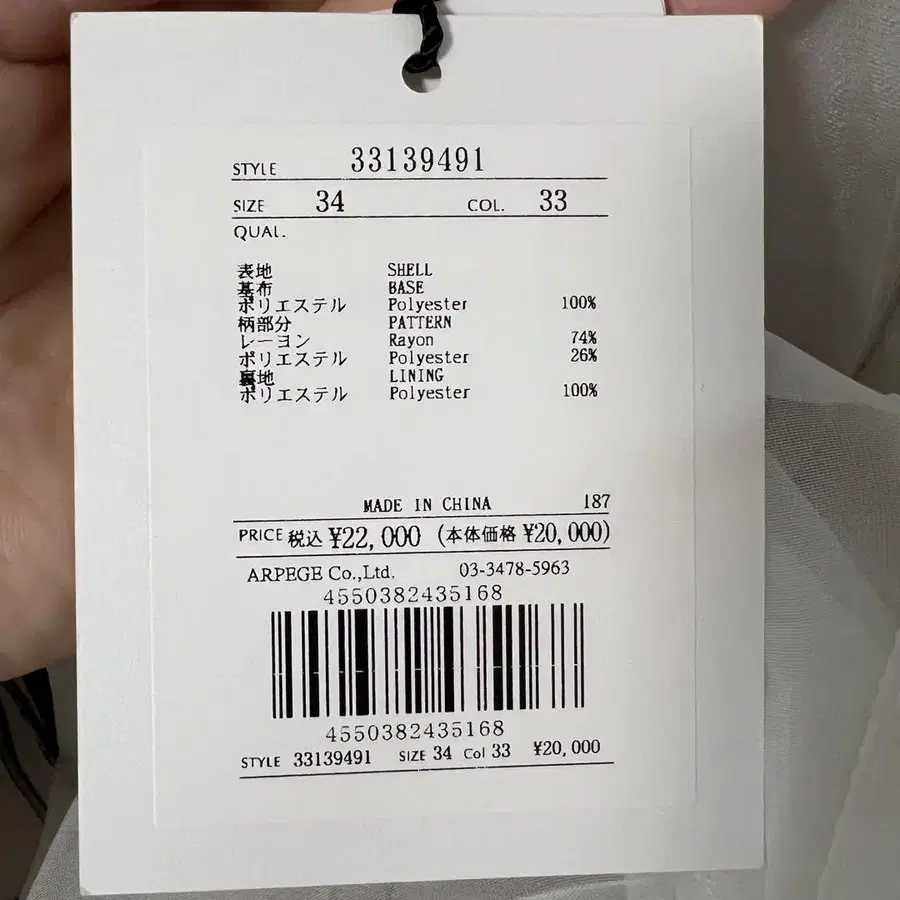 STYLE 33139491
SIZE 34 COL. 33
QUAL.
表地 SHELL
基布 BASE
ポリエステル Polyester 100%
柄部分 PATTERN
レーヨン Rayon 74%
ポリエステル Polyester 26%
裏地 LINING
ポリエステル Polyester 100%
MADE IN CHINA 187
PRICE 税込 ¥22,000 (本体価格 ¥20,000)
ARPEGE Co.,Ltd. 03-3478-5963
4550382435168
4550382435168
STYLE 33139491 SIZE 34 Col 33 ¥20,000